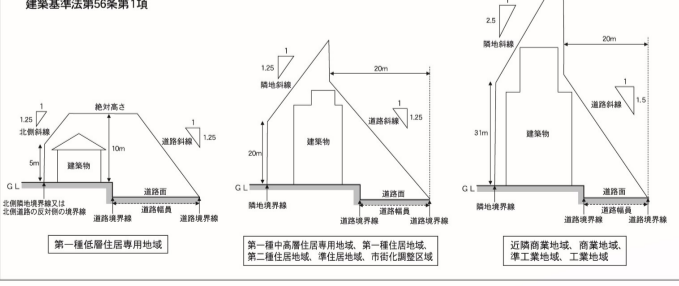 建築基準法第56条第1項
1
1.25
北側斜線
5m
絶対高さ
10m
道路斜線
1
1.25
建築物
GL
道路面
道路幅員
北側隣地境界線又は
北側道路の反対側の境界線
道路境界線
道路境界線
第一種低層住居専用地域
1
1.25
隣地斜線
20m
20m
道路斜線
1
1.25
建築物
GL
道路面
道路幅員
隣地境界線
道路境界線
道路境界線
第一種中高層住居専用地域、第一種住居地域、
第二種住居地域、準住居地域、市街化調整区域
1
2.5
隣地斜線
20m
31m
道路斜線
1
1.5
建築物
GL
道路面
道路幅員
隣地境界線
道路境界線
道路境界線
近隣商業地域、商業地域、
準工業地域、工業地域